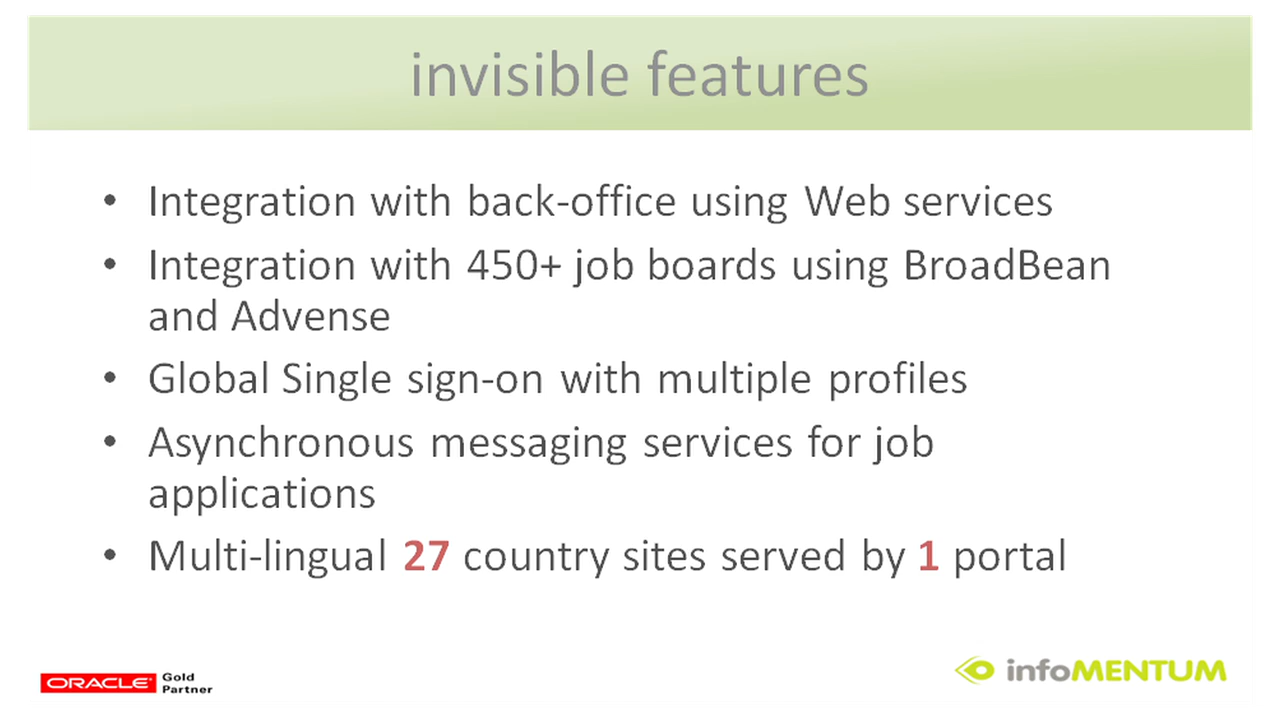 invisible features
• Integration with back-office using Web services
• Integration with 450+ job boards using BroadBean
and Advense
• Global Single sign-on with multiple profiles
• Asynchronous messaging services for job
applications
• Multi-lingual 27 country sites served by 1 portal
ORACLE Gold
Partner
infoMENTUM